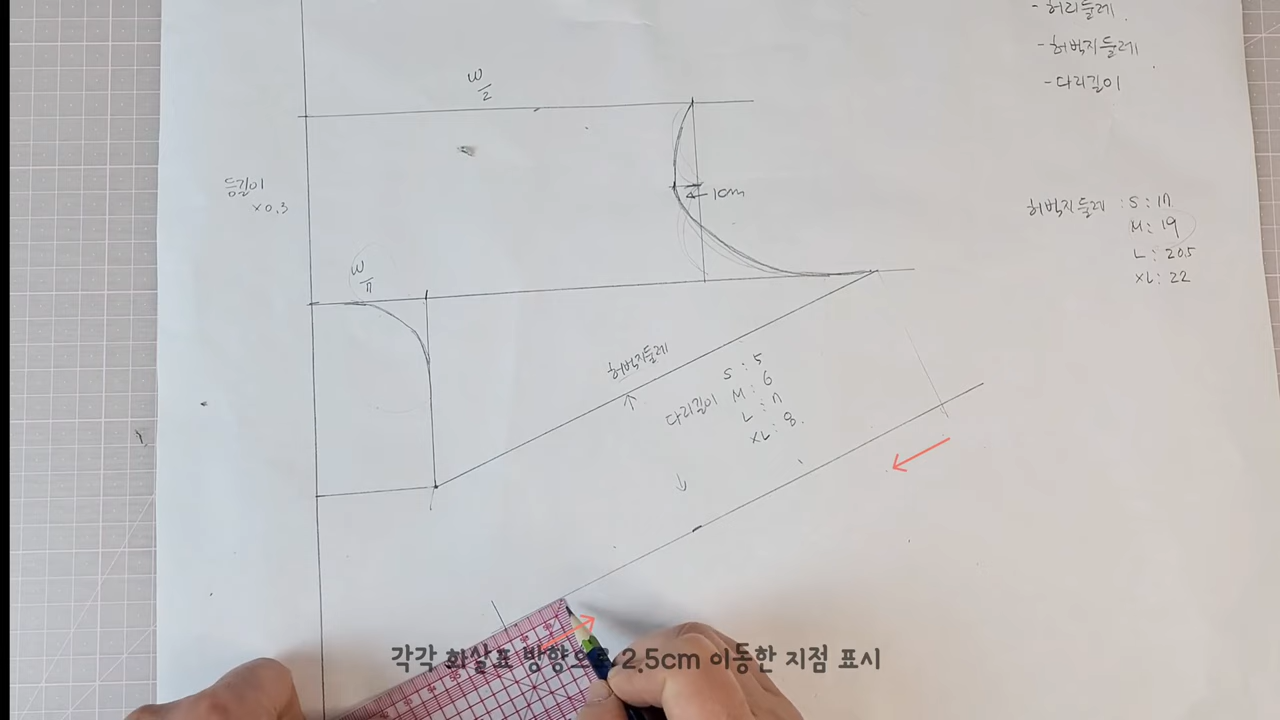 - 허리둘레
- 허벅지둘레
- 다리길이
W/2
등길이
×0.3
1cm
허벅지둘레 : S : 17
M : 19
L : 20.5
XL : 22
W/π
허벅지둘레
다리길이 S : 5
M : 6
L : 7
XL : 8.
각각 화살표 방향으로 2.5cm 이동한 지점 표시